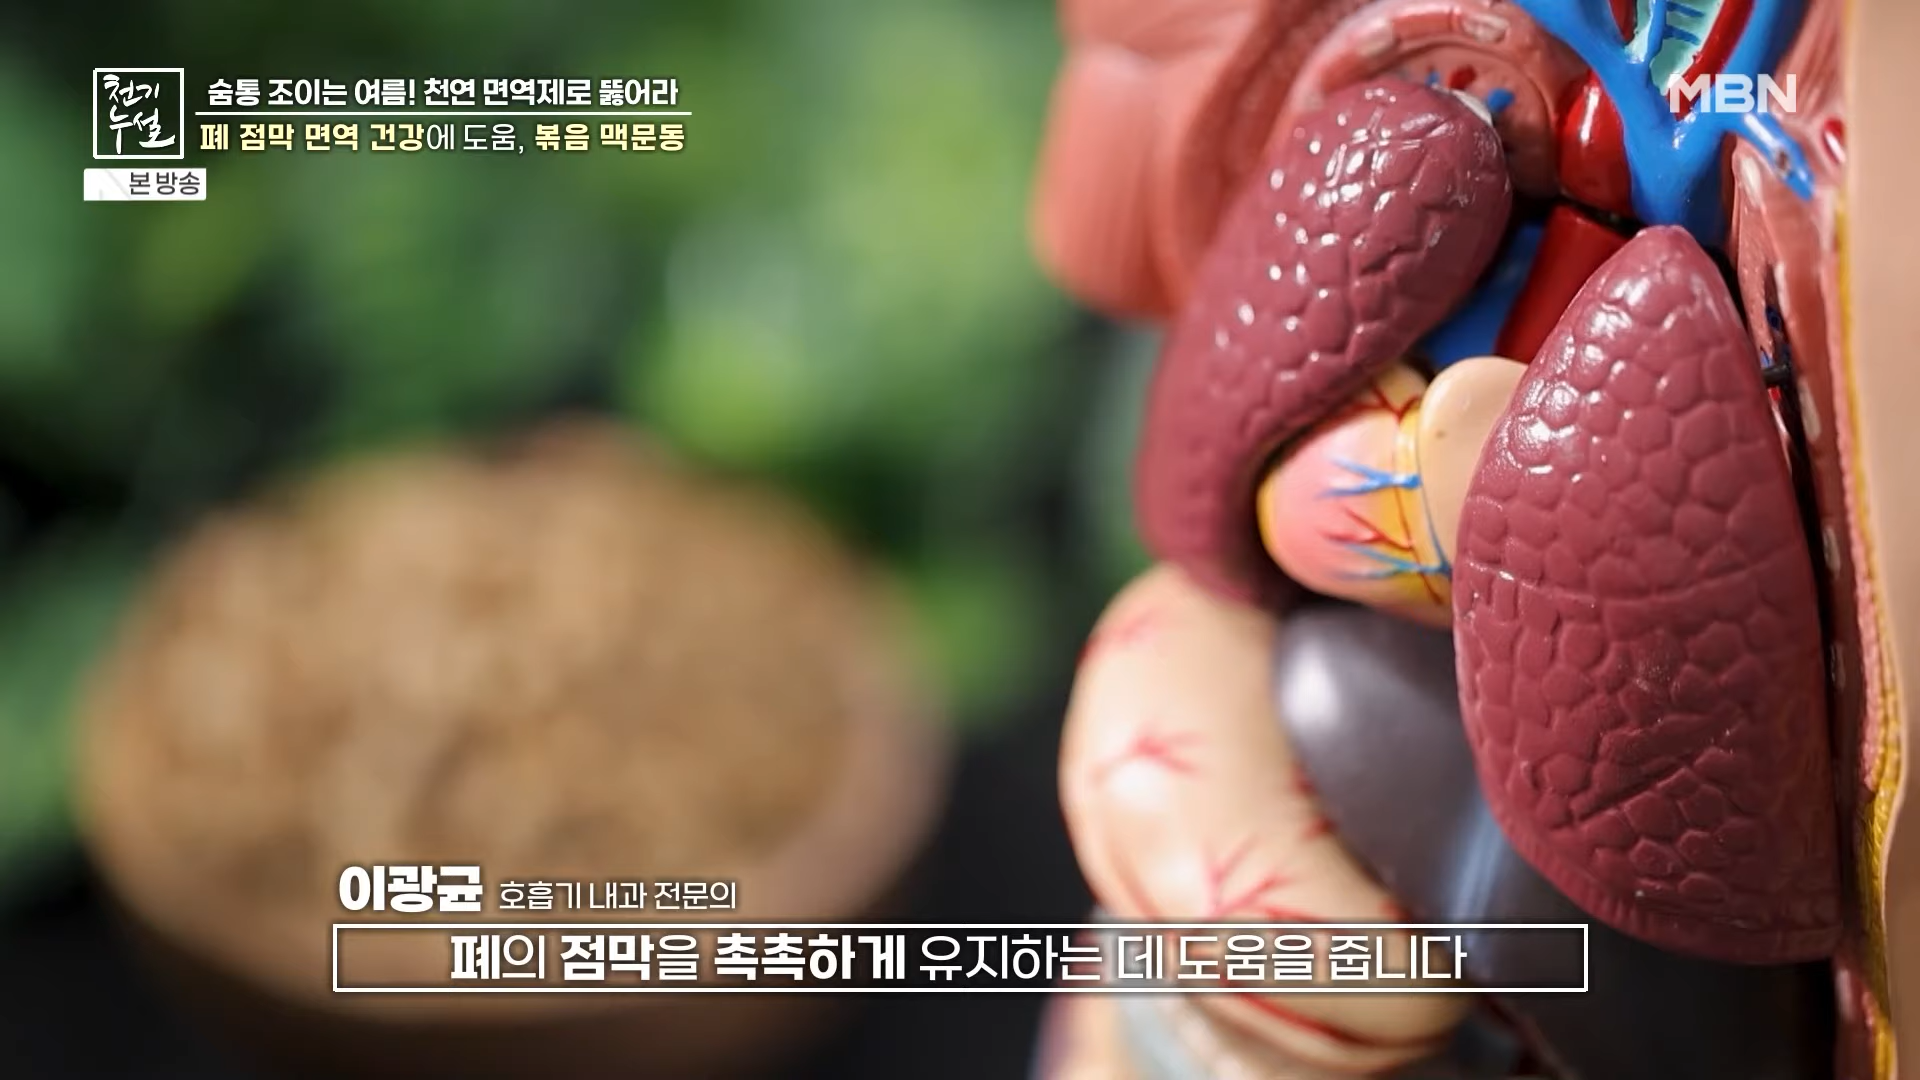 천기누설
숨통 조이는 여름! 천연 면역제로 뚫어라
폐 점막 면역 건강에 도움, 볶음 맥문동
본 방송
MBN
이광균 호흡기 내과 전문의
폐의 점막을 촉촉하게 유지하는 데 도움을 줍니다